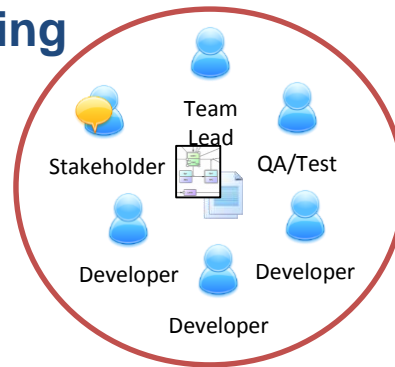 ing
Team
Lead
Stakeholder
QA/Test
Developer
Developer
Developer